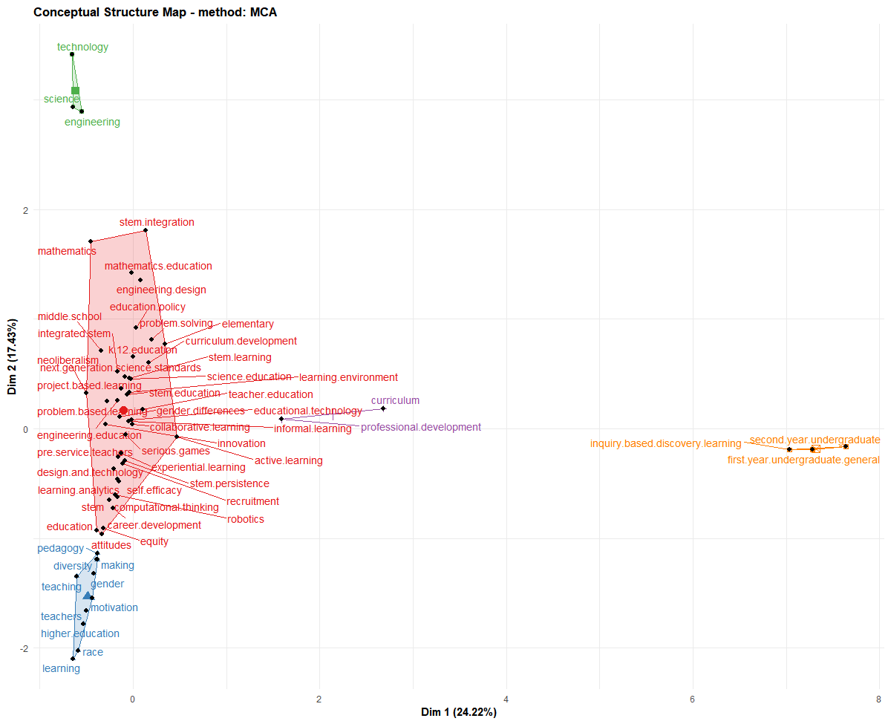 Conceptual Structure Map - method: MCA
technology
science
engineering
2
stem.integration
mathematics
mathematics.education
engineering.design
education.policy
middle.school
problem.solving
elementary
integrated.stem
curriculum.development
k.12.education
stem.learning
neoliberalism
next.generation.science.standards
science.education
learning.environment
project.based.learning
stem.education
teacher.education
curriculum
problem.based.learning
gender.differences
educational.technology
collaborative.learning
informal.learning
professional.development
engineering.education
innovation
second.year.undergraduate
inquiry.based.discovery.learning
pre.service.teachers
serious.games
active.learning
first.year.undergraduate.general
design.and.technology
experiential.learning
stem.persistence
learning.analytics
self.efficacy
recruitment
stem
computational.thinking
robotics
education
career.development
equity
attitudes
pedagogy
diversity
making
teaching
gender
motivation
teachers
higher.education
race
learning
0
-2
0
2
4
6
8
Dim 1 (24.22%)
Dim 2 (17.43%)